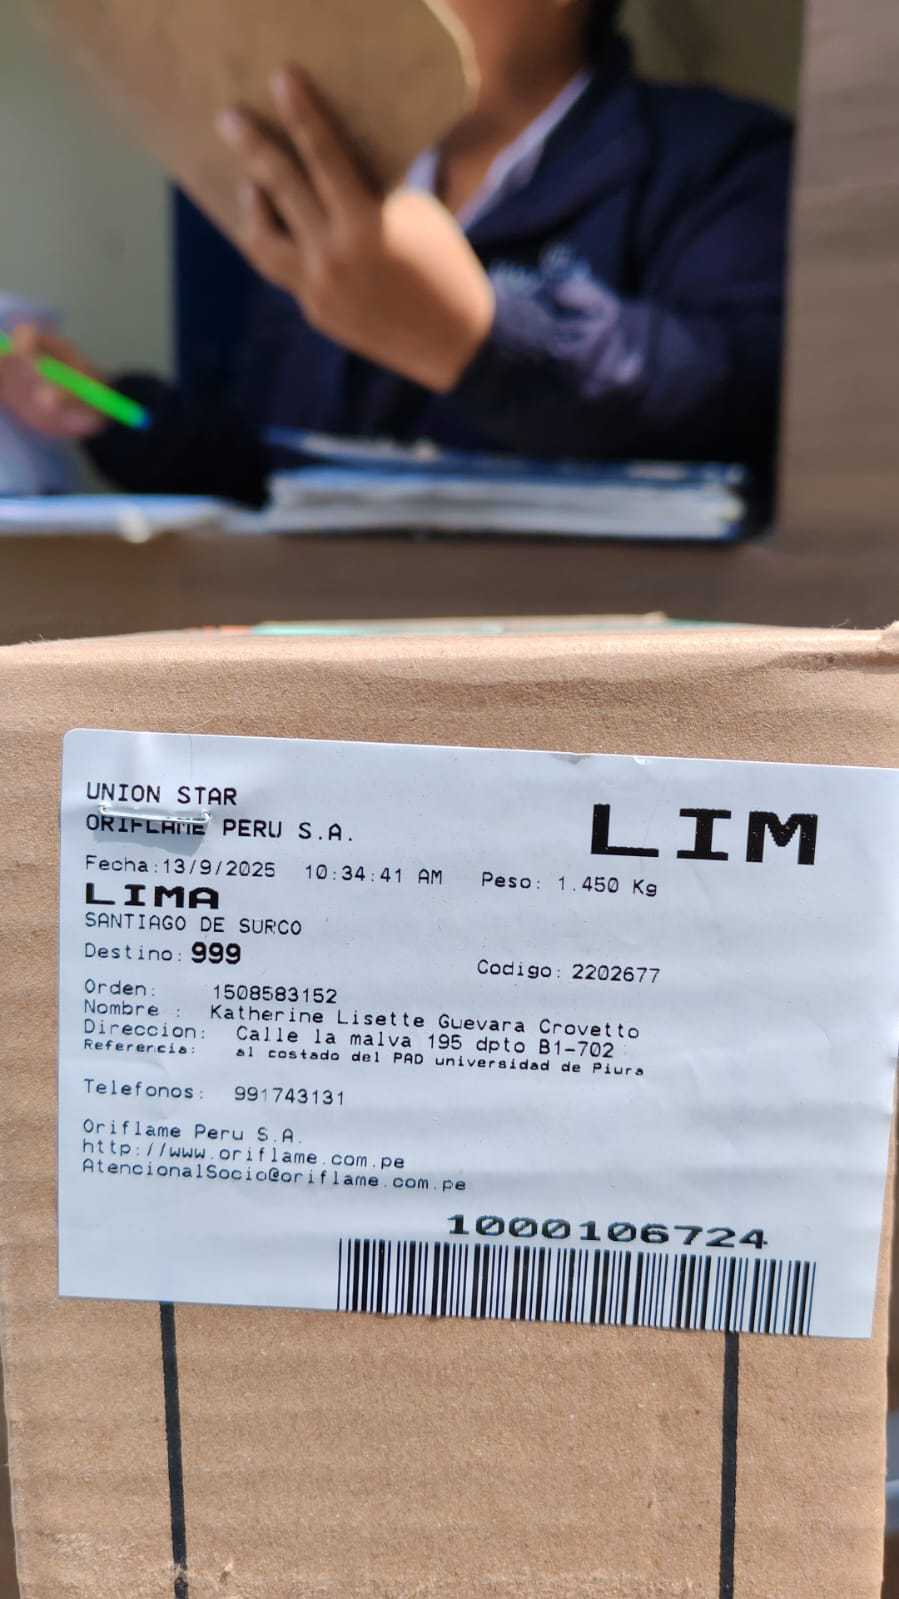 UNION STAR
ORIFLAME PERU S.A.
LIM
Fecha:13/9/2025 10:34:41 AM Peso: 1.450 Kg
LIMA
SANTIAGO DE SURCO
Destino: 999 Codigo: 2202677
Orden: 1508583152
Nombre : Katherine Lisette Guevara Crovetto
Direccion: Calle la malva 195 dpto B1-702
Referencia: al costado del PAD universidad de Piura
Telefonos: 991743131
Oriflame Peru S.A.
http://www.oriflame.com.pe
AtencionalSocio@oriflame.com.pe
1000106724